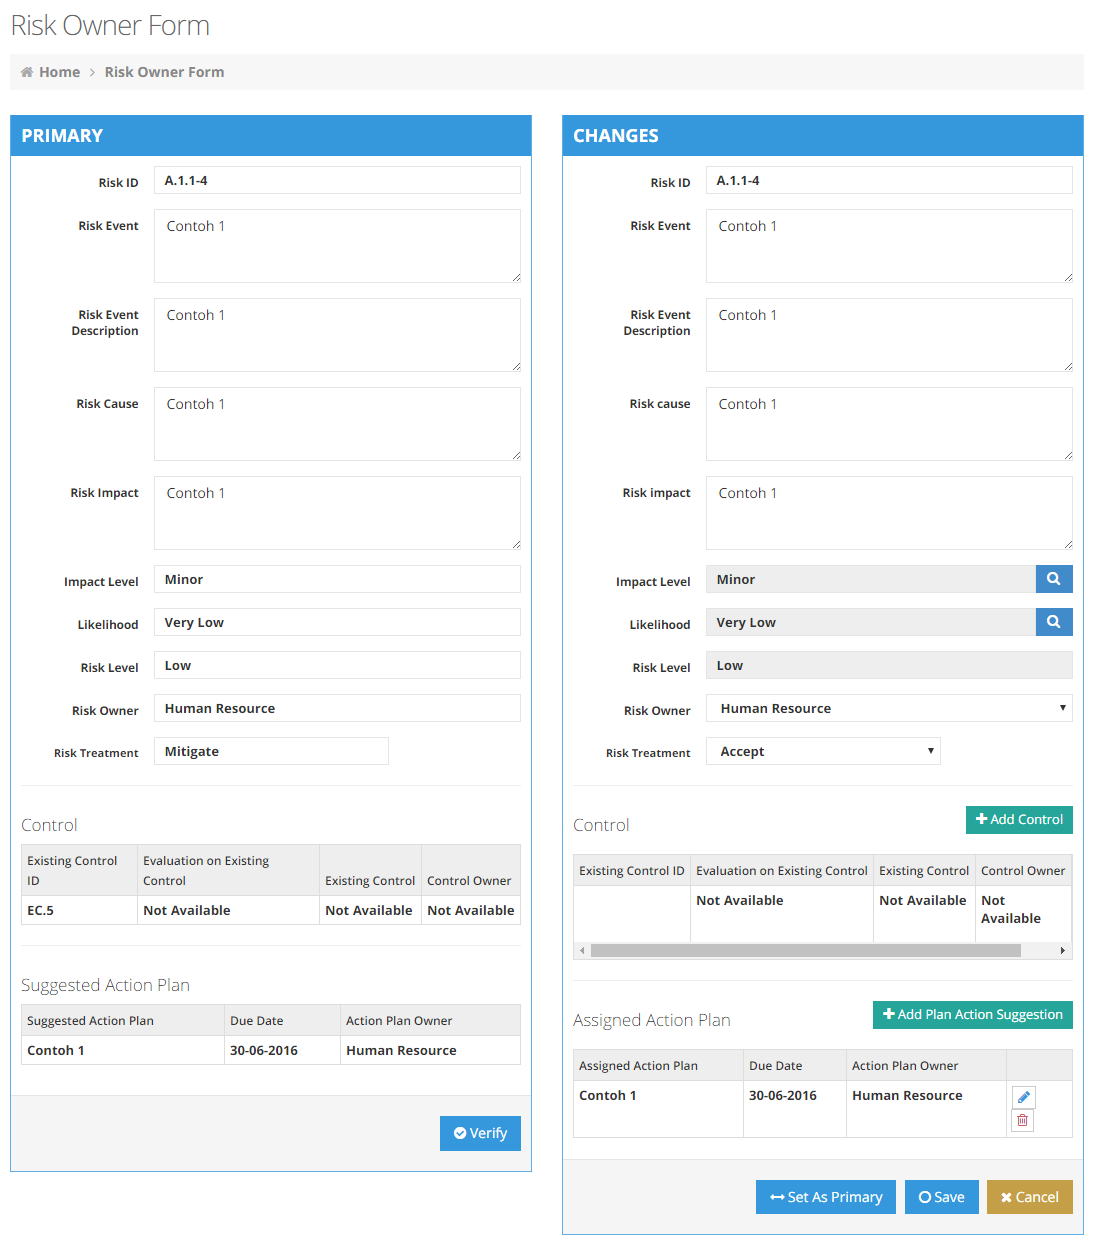 Risk Owner Form
Home > Risk Owner Form
PRIMARY
Risk ID A.1.1-4
Risk Event Contoh 1
Risk Event Contoh 1
Description
Risk Cause Contoh 1
Risk Impact Contoh 1
Impact Level Minor
Likelihood Very Low
Risk Level Low
Risk Owner Human Resource
Risk Treatment Mitigate
Control
Existing Control ID Evaluation on Existing Control Existing Control Control Owner
EC.5 Not Available Not Available Not Available
Suggested Action Plan
Suggested Action Plan Due Date Action Plan Owner
Contoh 1 30-06-2016 Human Resource
Verify
CHANGES
Risk ID A.1.1-4
Risk Event Contoh 1
Risk Event Contoh 1
Description
Risk cause Contoh 1
Risk impact Contoh 1
Impact Level Minor
Likelihood Very Low
Risk Level Low
Risk Owner Human Resource
Risk Treatment Accept
Control Add Control
Existing Control ID Evaluation on Existing Control Existing Control Control Owner
Not Available Not Available Not Available
Assigned Action Plan Add Plan Action Suggestion
Assigned Action Plan Due Date Action Plan Owner
Contoh 1 30-06-2016 Human Resource
Set As Primary Save Cancel